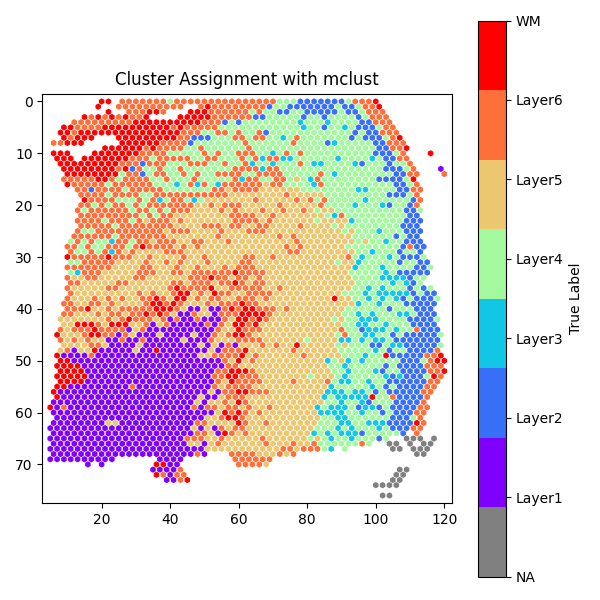 Cluster Assignment with mclust
0
10
20
30
40
50
60
70
20
40
60
80
100
120
WM
Layer6
Layer5
Layer4
Layer3
Layer2
Layer1
NA
True Label